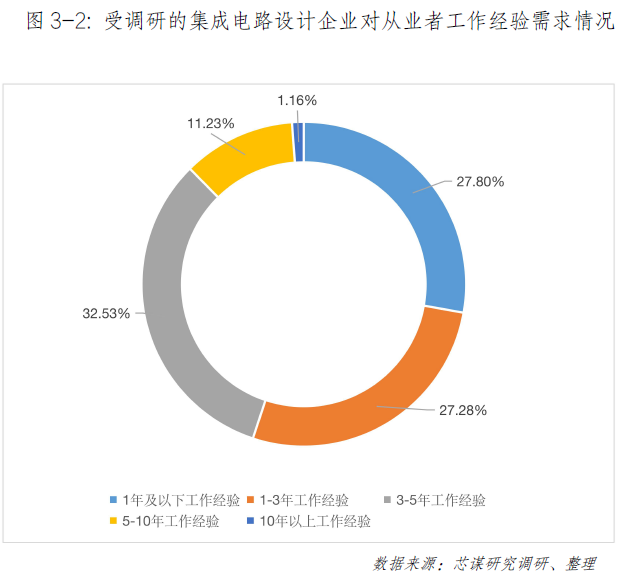 图 3-2: 受调研的集成电路设计企业对从业者工作经验需求情况
1.16%
11.23%
27.80%
32.53%
27.28%
1年及以下工作经验 1-3年工作经验 3-5年工作经验
5-10年工作经验 10年以上工作经验
数据来源：芯谋研究调研、整理